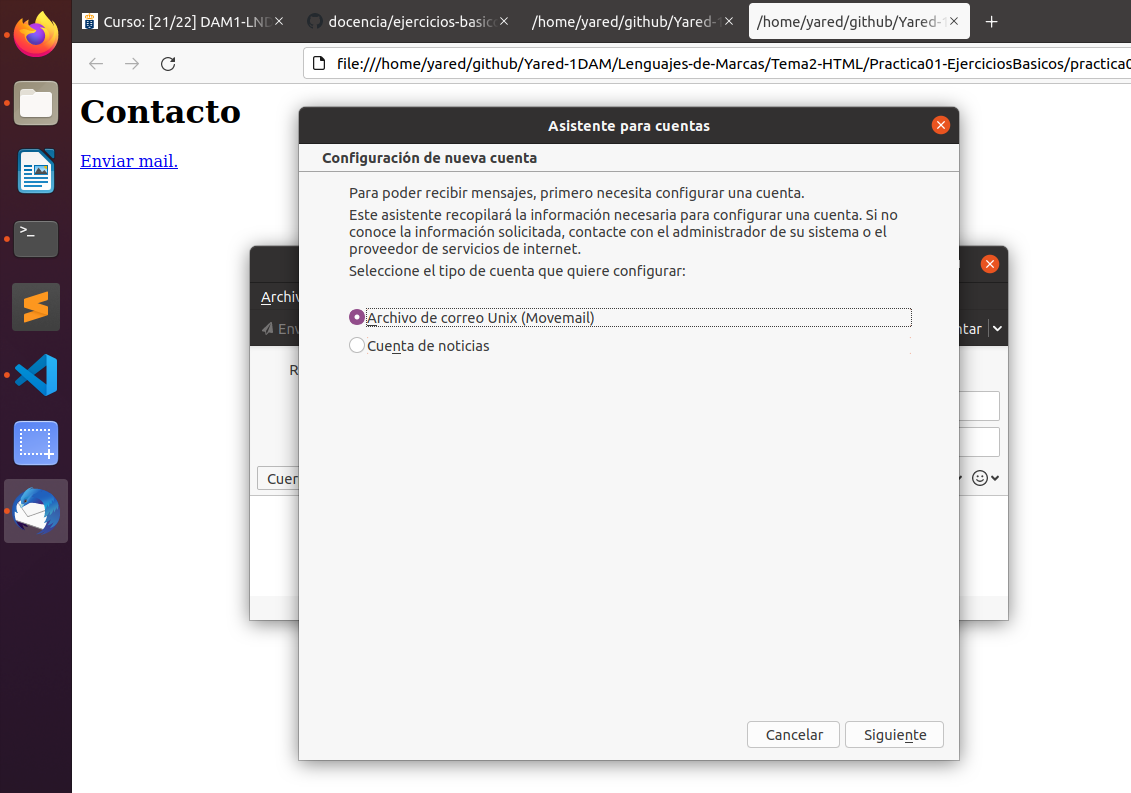 Curso: [21/22] DAM1-LND
docencia/ejercicios-basico
/home/yared/github/Yared-1
/home/yared/github/Yared-1
file:///home/yared/github/Yared-1DAM/Lenguajes-de-Marcas/Tema2-HTML/Practica01-EjerciciosBasicos/practica0
Contacto
Enviar mail.
Asistente para cuentas
Configuración de nueva cuenta
Para poder recibir mensajes, primero necesita configurar una cuenta.
Este asistente recopilará la información necesaria para configurar una cuenta. Si no
conoce la información solicitada, contacte con el administrador de su sistema o el
proveedor de servicios de internet.
Seleccione el tipo de cuenta que quiere configurar:
Archivo de correo Unix (Movemail)
Cuenta de noticias
Cancelar
Siguiente
Archiv
Env
ntar
R
Cuer
>_